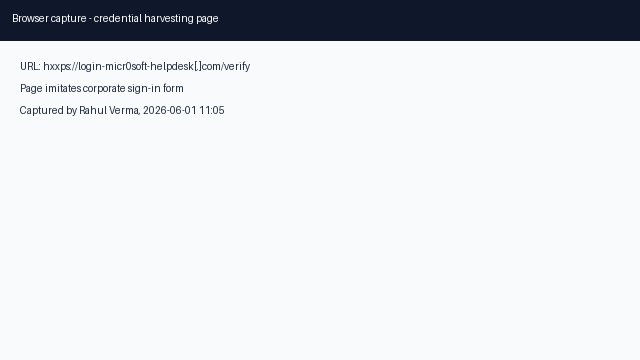 Browser capture - credential harvesting page
URL: hxxps://login-micr0soft-helpdesk[.]com/verify
Page imitates corporate sign-in form
Captured by Rahul Verma, 2026-06-01 11:05